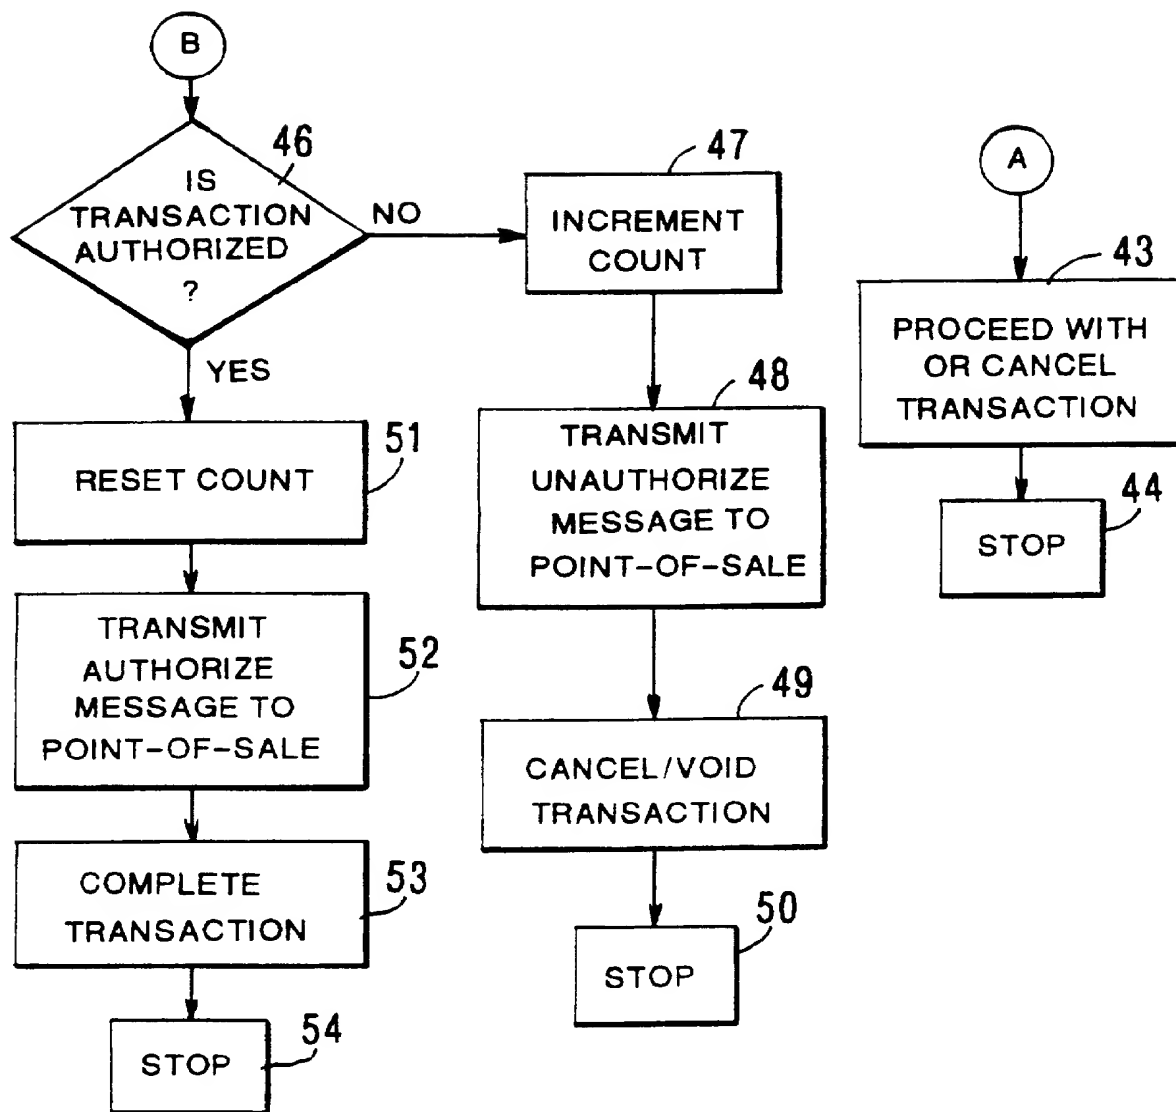 B
46
IS
TRANSACTION
AUTHORIZED
?
NO
YES
51
RESET COUNT
52
TRANSMIT
AUTHORIZE
MESSAGE TO
POINT-OF-SALE
53
COMPLETE
TRANSACTION
54
STOP
47
INCREMENT
COUNT
48
TRANSMIT
UNAUTHORIZE
MESSAGE TO
POINT-OF-SALE
49
CANCEL/VOID
TRANSACTION
50
STOP
A
43
PROCEED WITH
OR CANCEL
TRANSACTION
44
STOP